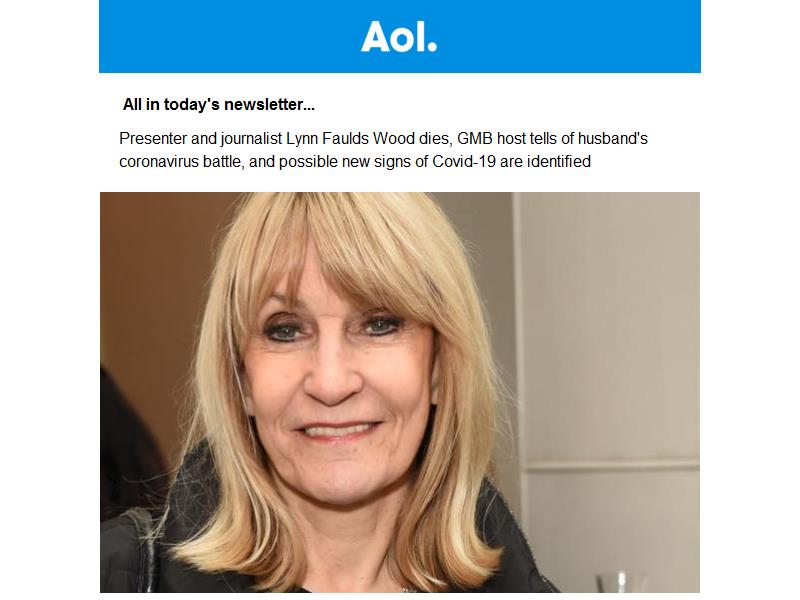 Aol.
All in today's newsletter...
Presenter and journalist Lynn Faulds Wood dies, GMB host tells of husband's
coronavirus battle, and possible new signs of Covid-19 are identified